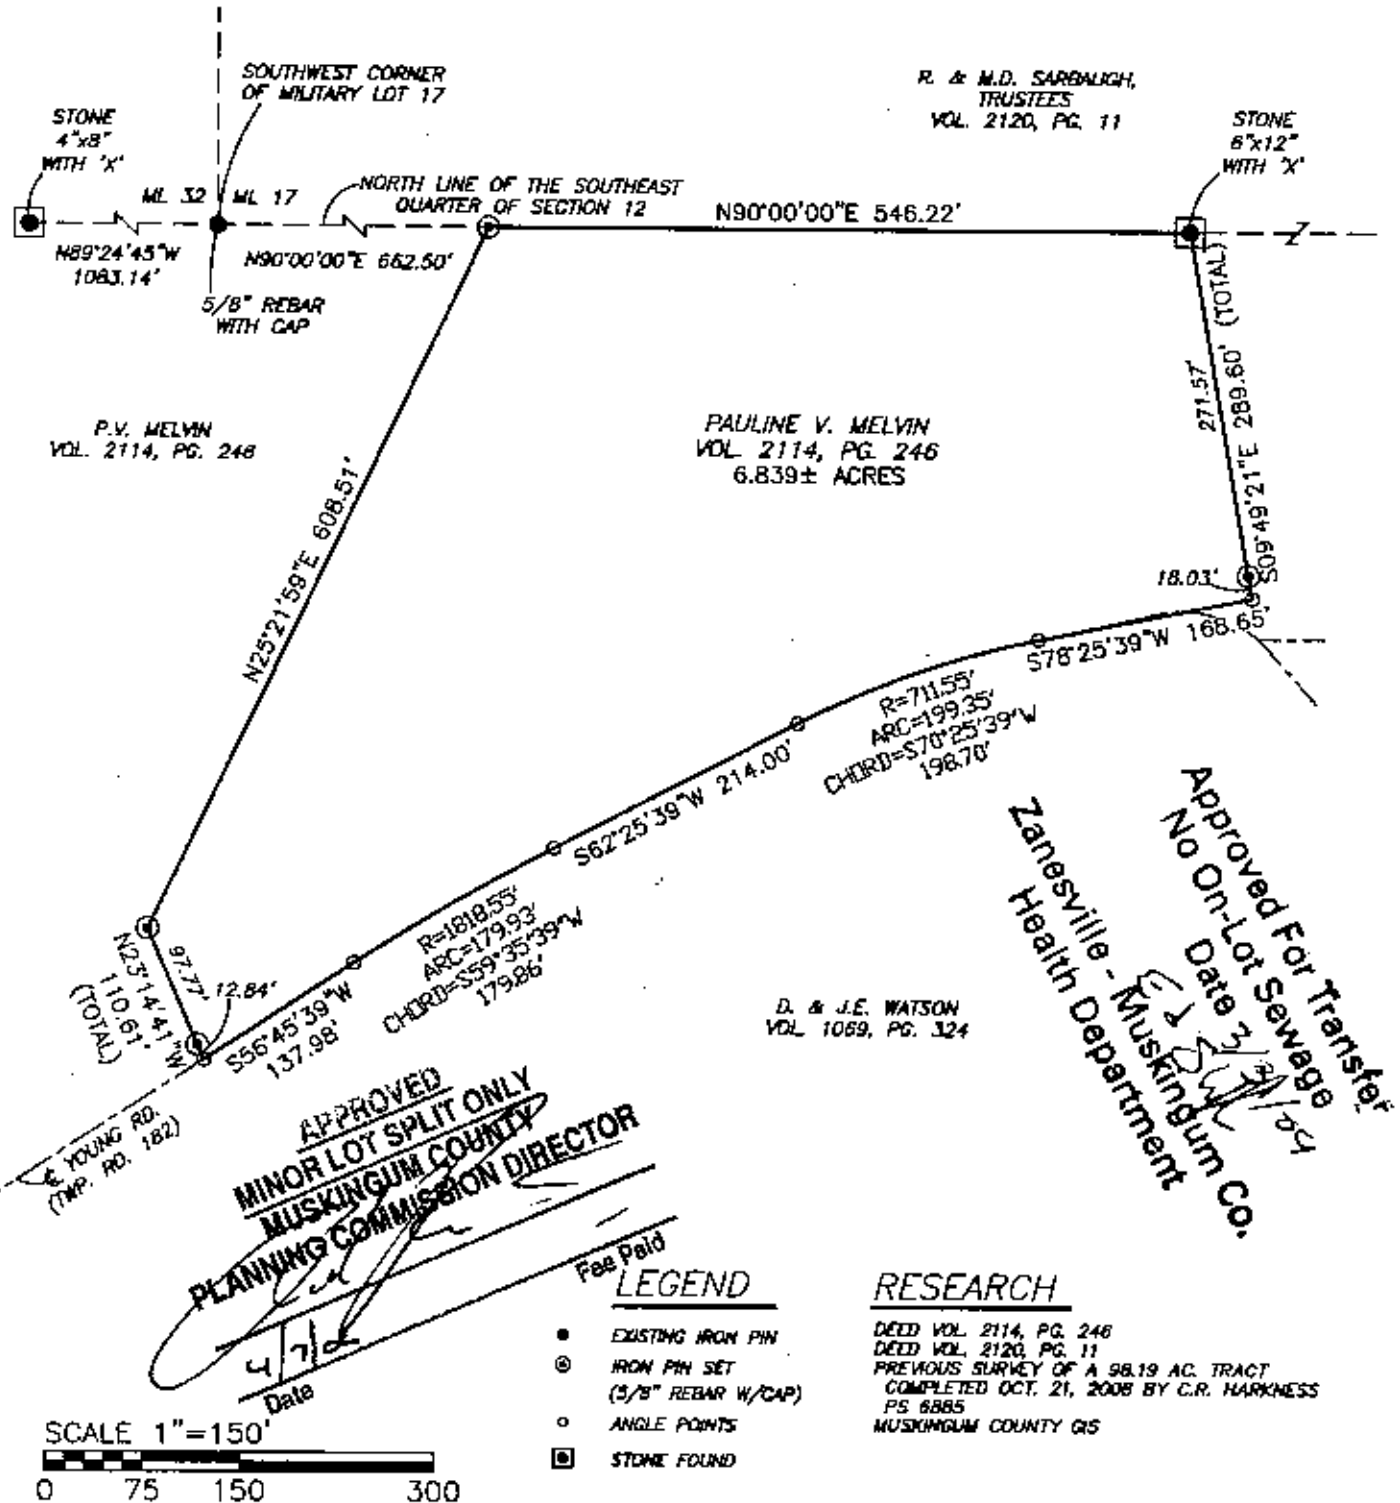 SOUTHWEST CORNER
OF MILITARY LOT 17
R. & M.D. SARBAUGH,
TRUSTEES
VOL. 2120, PG. 11
STONE
4"x8"
WITH 'X'
STONE
6"x12"
WITH 'X'
ML 32
ML 17
NORTH LINE OF THE SOUTHEAST
QUARTER OF SECTION 12
N90°00'00"E 546.22'
N89°24'45"W
1083.14'
N90°00'00"E 662.50'
5/8" REBAR
WITH CAP
271.57'
S09°49'21"E 289.60' (TOTAL)
P.V. MELVIN
VOL. 2114, PG. 246
PAULINE V. MELVIN
VOL. 2114, PG. 246
6.839± ACRES
N25°21'59"E 608.51'
18.03'
S78°25'39"W 168.65'
R=711.55'
ARC=199.35'
CHORD=S70°25'39"W
198.70'
S62°25'39"W 214.00'
R=1818.55'
ARC=179.93'
CHORD=S59°35'39"W
179.86'
97.77'
12.84'
N23°14'41"W
110.61'
(TOTAL)
S56°45'39"W
137.98'
D. & J.E. WATSON
VOL. 1069, PG. 324
Approved For Transfer
No On-Lot Sewage
Date 3/
Zanesville - Muskingum Co.
Health Department
℄ YOUNG RD.
(TWP. RD. 182)
APPROVED
MINOR LOT SPLIT ONLY
MUSKINGUM COUNTY
PLANNING COMMISSION DIRECTOR
4/7/
Date
Fee Paid
LEGEND
EXISTING IRON PIN
IRON PIN SET
(5/8" REBAR W/CAP)
ANGLE POINTS
STONE FOUND
RESEARCH
DEED VOL. 2114, PG. 246
DEED VOL. 2120, PG. 11
PREVIOUS SURVEY OF A 98.19 AC. TRACT
COMPLETED OCT. 21, 2008 BY C.R. HARKNESS
PS 6885
MUSKINGUM COUNTY GIS
SCALE 1"=150'
0 75 150 300